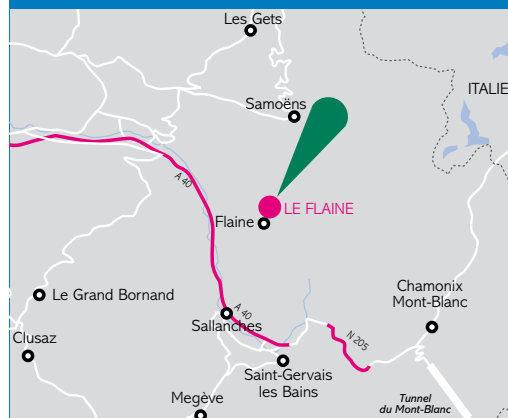 Les Gets
ITALIE
Samoëns
A 40
LE FLAINE
Flaine
Chamonix
Mont-Blanc
Le Grand Bornand
A 40
Sallanches
N 205
Clusaz
Saint-Gervais
les Bains
Megève
Tunnel
du Mont-Blanc